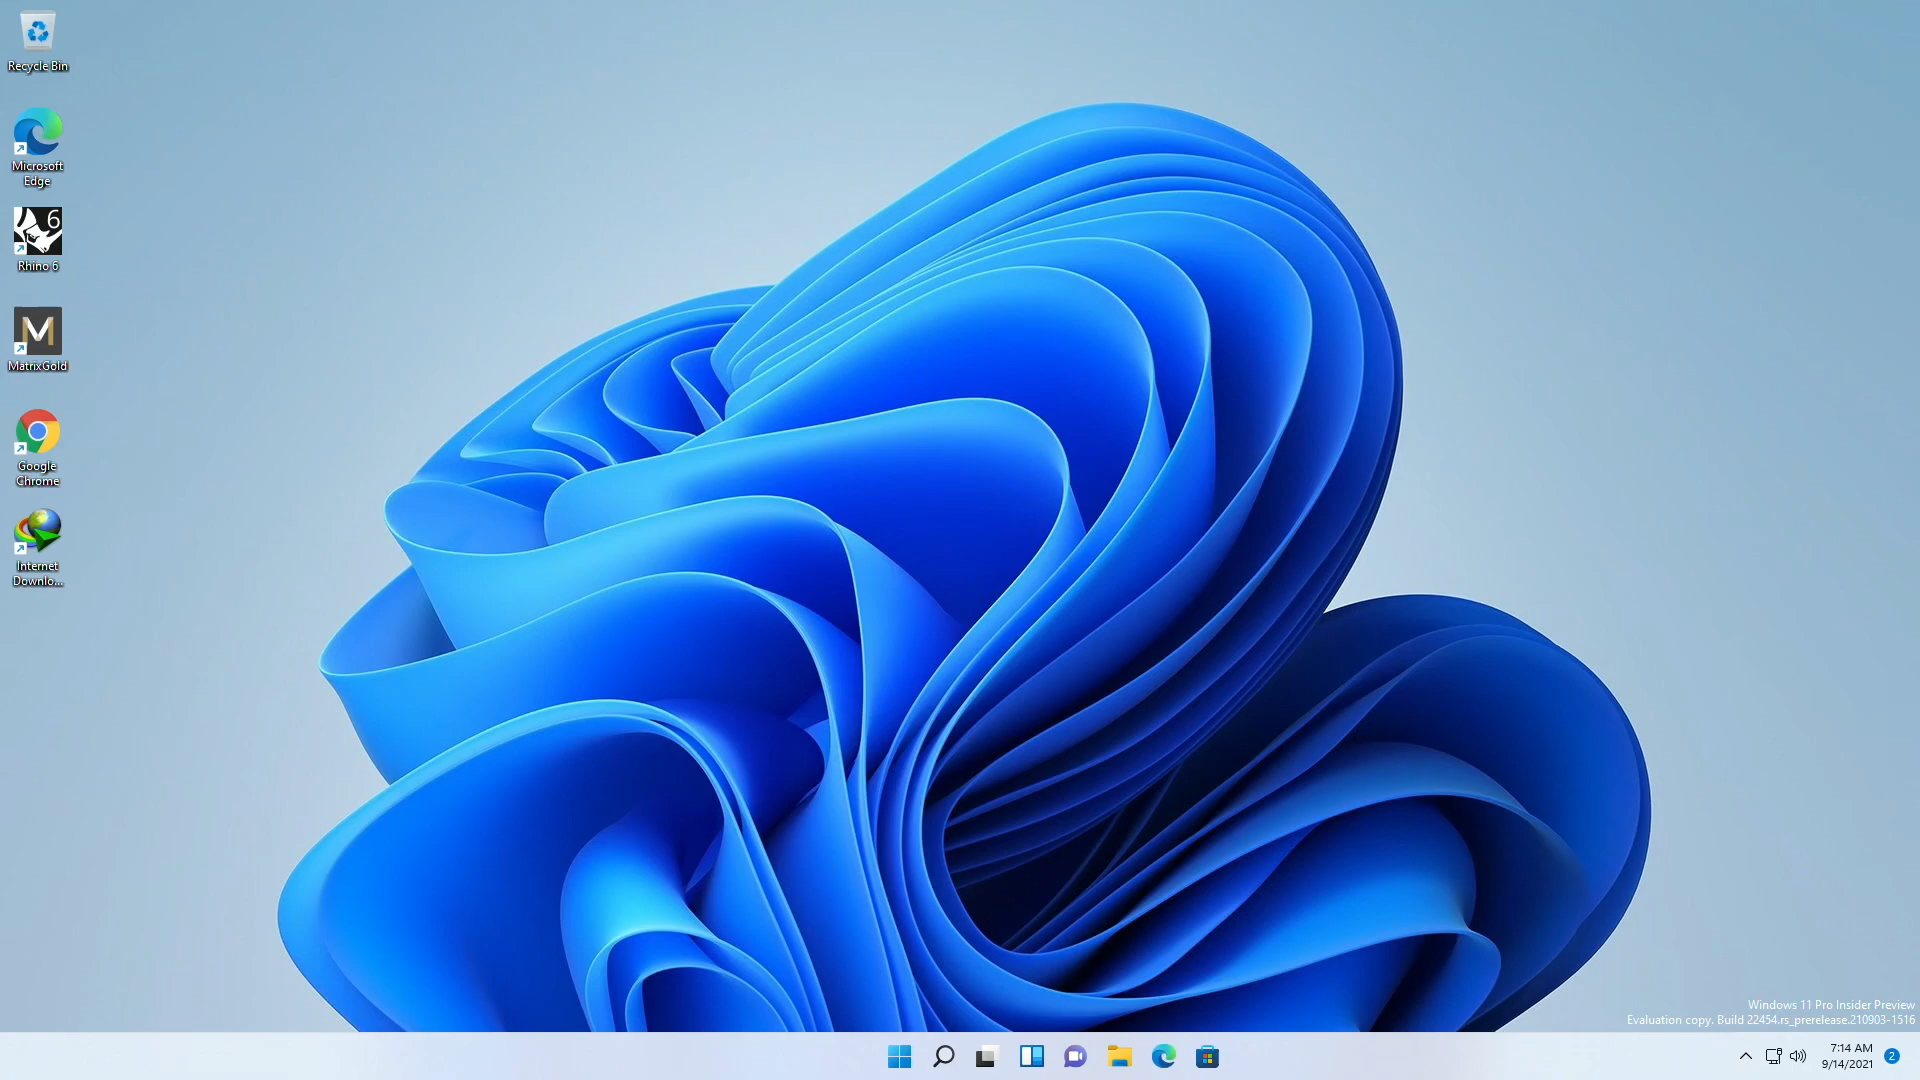 Recycle Bin
Microsoft
Edge
6
Rhino 6
M
MatrixGold
Google
Chrome
Internet
Downlo...
Windows 11 Pro Insider Preview
Evaluation copy. Build 22454.rs_prerelease.210903-1516
7:14 AM
9/14/2021
2